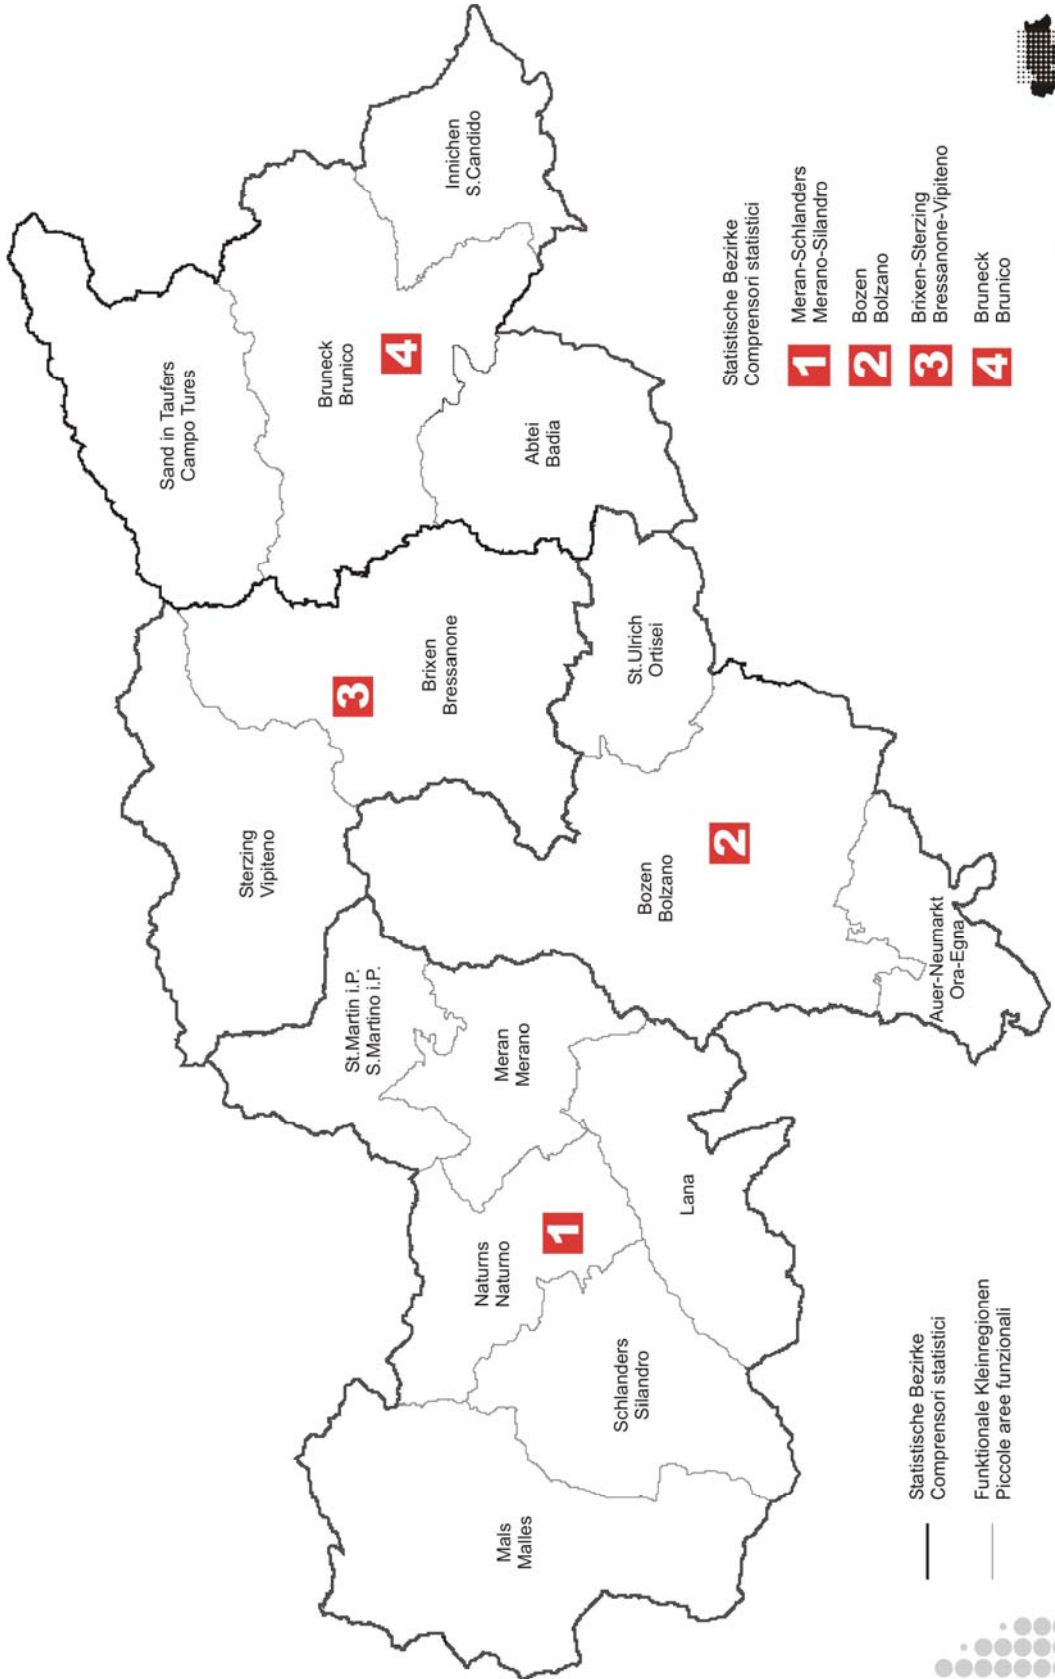 Sand in Taufers
Campo Tures
Innichen
S.Candido
Bruneck
Brunico
4
Abtei
Badia
Sterzing
Vipiteno
3
Brixen
Bressanone
St.Ulrich
Ortisei
St.Martin i.P.
S.Martino i.P.
Meran
Merano
Bozen
Bolzano
2
Auer-Neumarkt
Ora-Egna
Naturns
Naturno
1
Lana
Schlanders
Silandro
Mals
Malles
Statistische Bezirke
Comprensori statistici
1
Meran-Schlanders
Merano-Silandro
2
Bozen
Bolzano
3
Brixen-Sterzing
Bressanone-Vipiteno
4
Bruneck
Brunico
Statistische Bezirke
Comprensori statistici
Funktionale Kleinregionen
Piccole aree funzionali